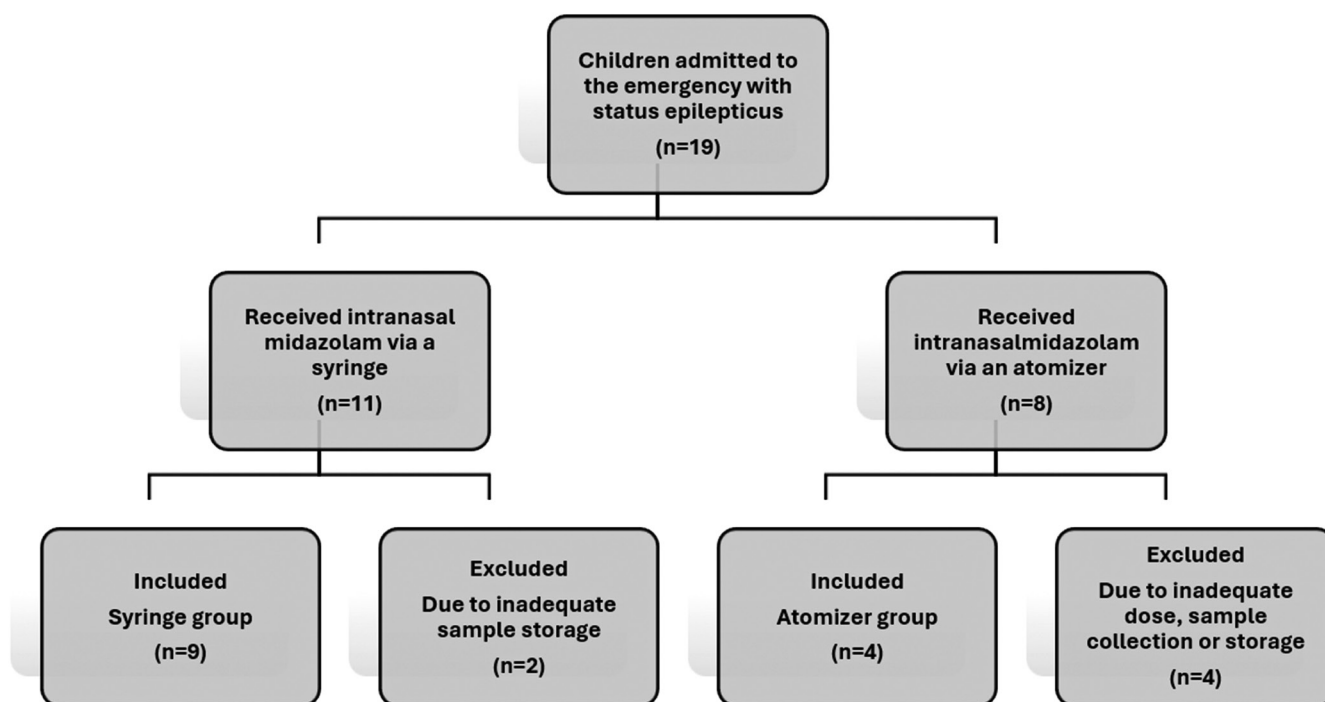 Children admitted to
the emergency with
status epilepticus
(n=19)
Received intranasal
midazolam via a
syringe
(n=11)
Received
intranasalmidazolam
via an atomizer
(n=8)
Included
Syringe group
(n=9)
Excluded
Due to inadequate
sample storage
(n=2)
Included
Atomizer group
(n=4)
Excluded
Due to inadequate
dose, sample
collection or storage
(n=4)